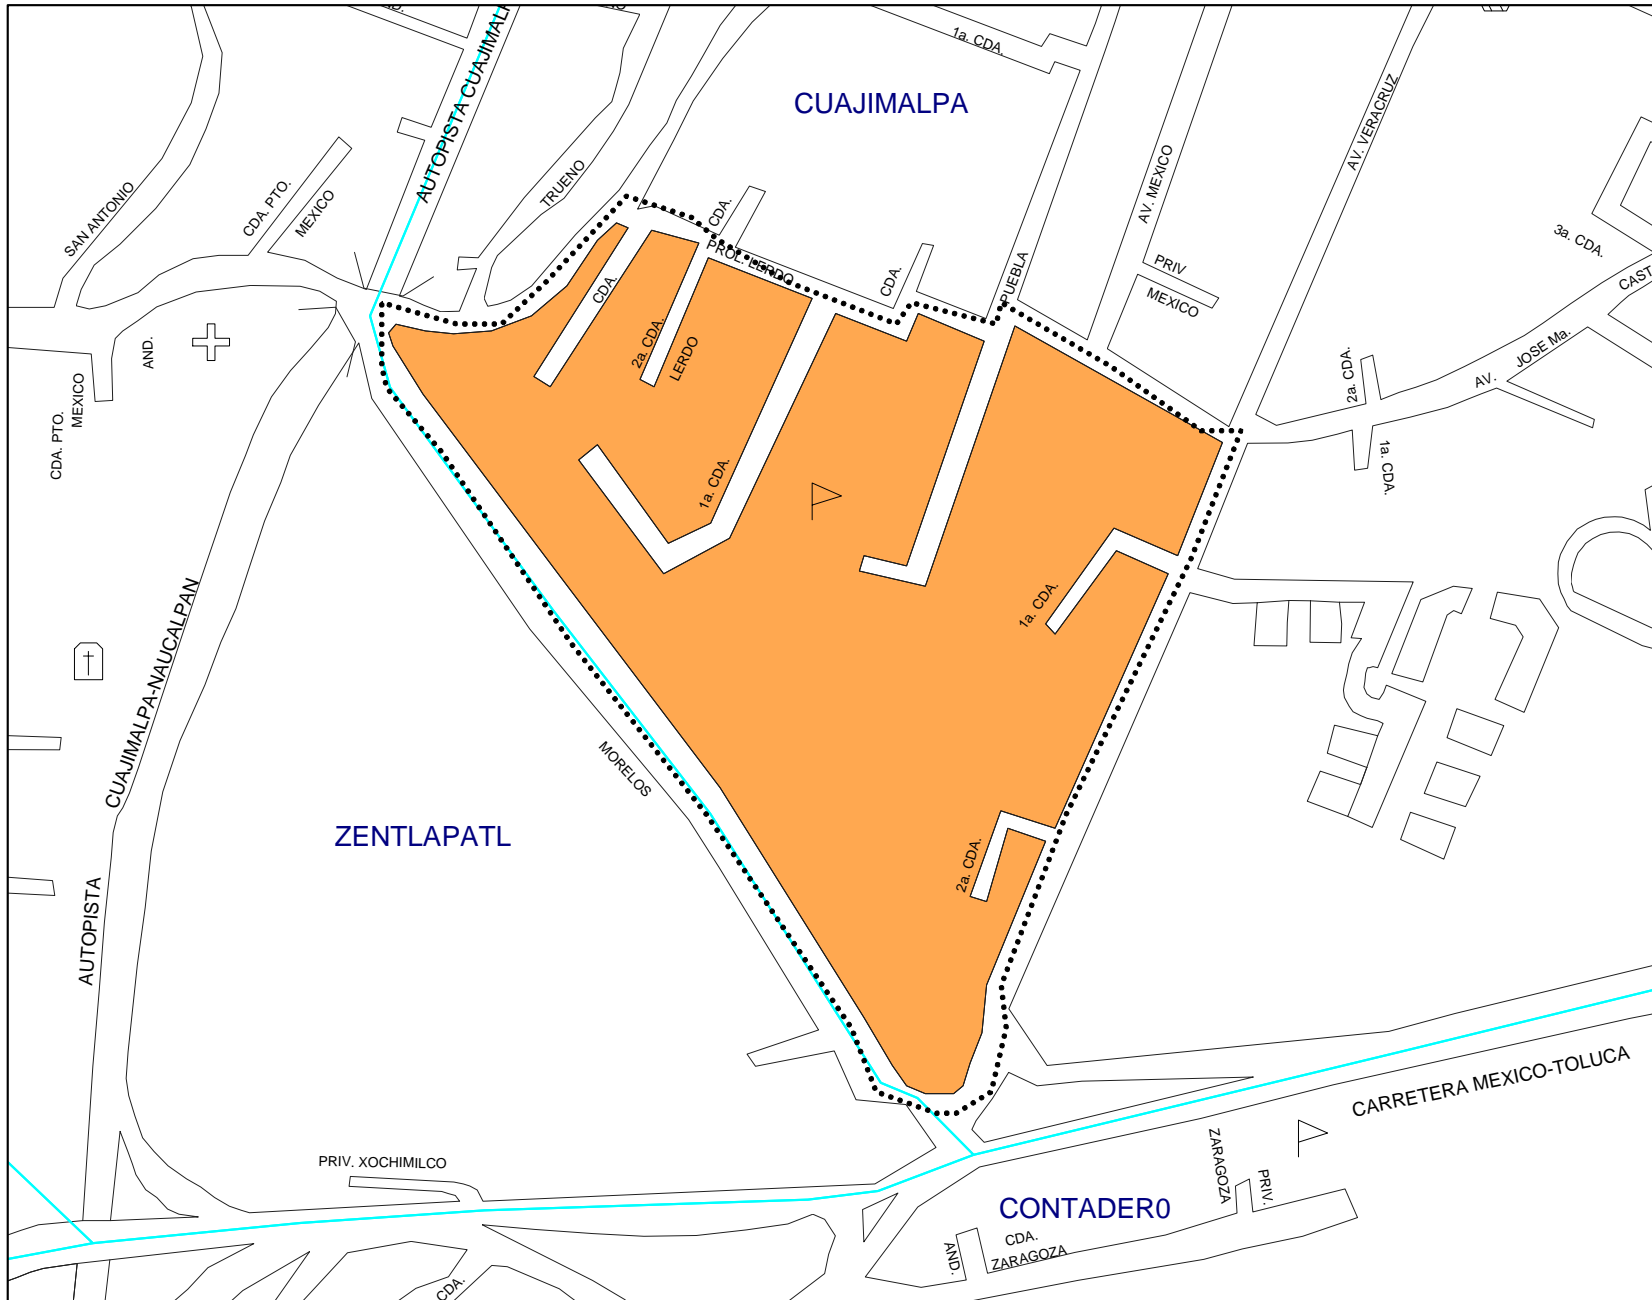 1a. CDA.
CUAJIMALPA
AUTOPISTA CUAJIMALP
AV. VERACRUZ
AV. MEXICO
TRUENO
SAN ANTONIO
CDA. PTO.
MEXICO
CDA.
PROL. LERDO
CDA.
PUEBLA
PRIV
MEXICO
3a. CDA.
CAST
JOSE Ma.
AV.
2a. CDA.
1a. CDA.
AND.
CDA. PTO.
MEXICO
CDA.
2a. CDA.
LERDO
1a. CDA.
1a. CDA.
2a. CDA.
CUAJIMALPA-NAUCALPAN
AUTOPISTA
MORELOS
ZENTLAPATL
CARRETERA MEXICO-TOLUCA
PRIV. XOCHIMILCO
ZARAGOZA
PRIV.
CONTADER0
CDA.
ZARAGOZA
AND.
CDA.